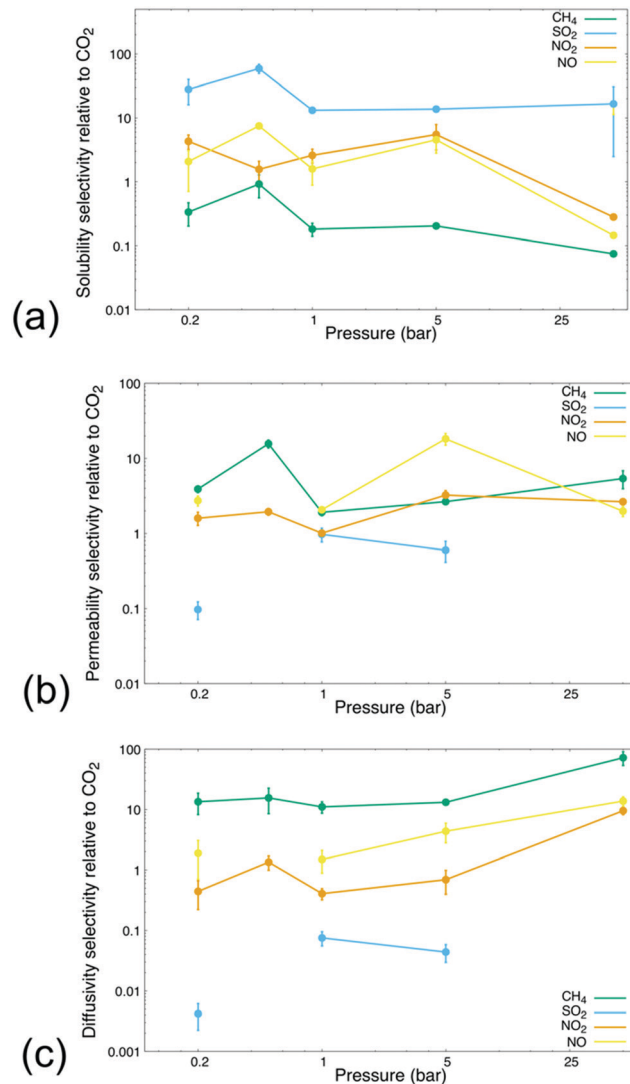 CH4
SO2
NO2
NO
100
10
1
0.1
0.01
Solubility selectivity relative to CO2
0.2
1
5
25
Pressure (bar)
(a)
CH4
SO2
NO2
NO
100
10
1
0.1
0.01
Permeability selectivity relative to CO2
0.2
1
5
25
Pressure (bar)
(b)
100
10
1
0.1
0.01
0.001
Diffusivity selectivity relative to CO2
CH4
SO2
NO2
NO
0.2
1
5
25
Pressure (bar)
(c)